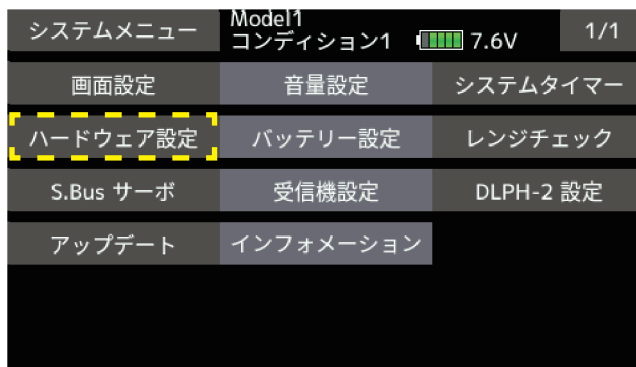 システムメニュー
Model1
コンディション1 7.6V
1/1
画面設定 音量設定 システムタイマー
ハードウェア設定 バッテリー設定 レンジチェック
S.Bus サーボ 受信機設定 DLPH-2 設定
アップデート インフォメーション